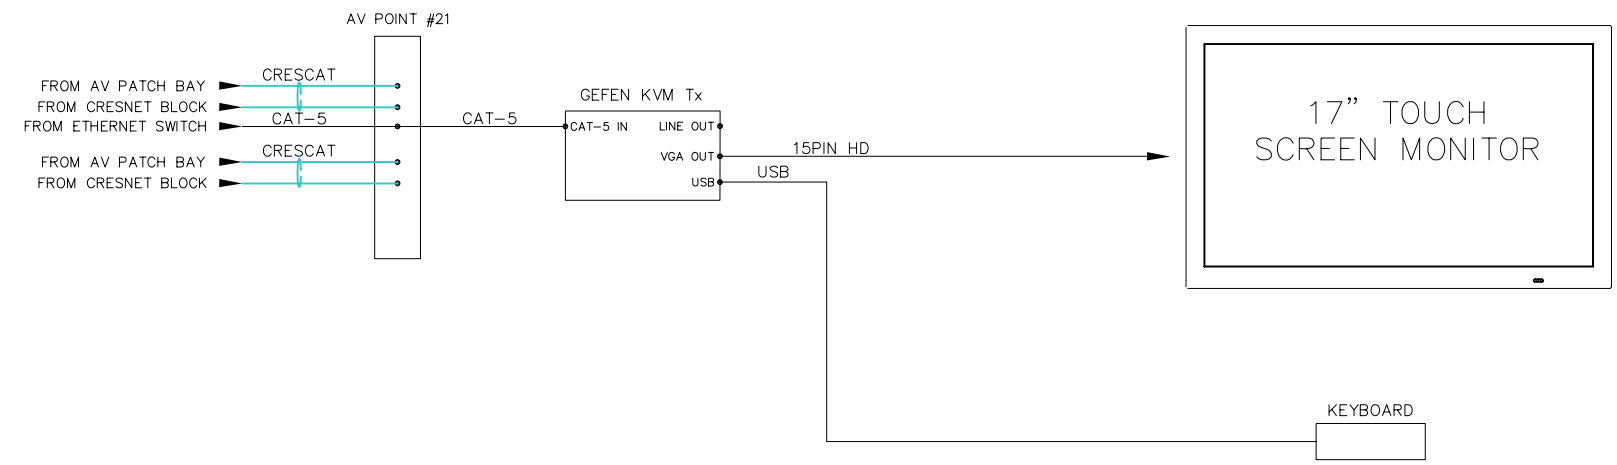 AV POINT #21
FROM AV PATCH BAY
CRESCAT
FROM CRESNET BLOCK
FROM ETHERNET SWITCH
CAT-5
FROM AV PATCH BAY
CRESCAT
FROM CRESNET BLOCK
CAT-5
GEFEN KVM Tx
CAT-5 IN
LINE OUT
VGA OUT
USB
15PIN HD
USB
17" TOUCH
SCREEN MONITOR
KEYBOARD